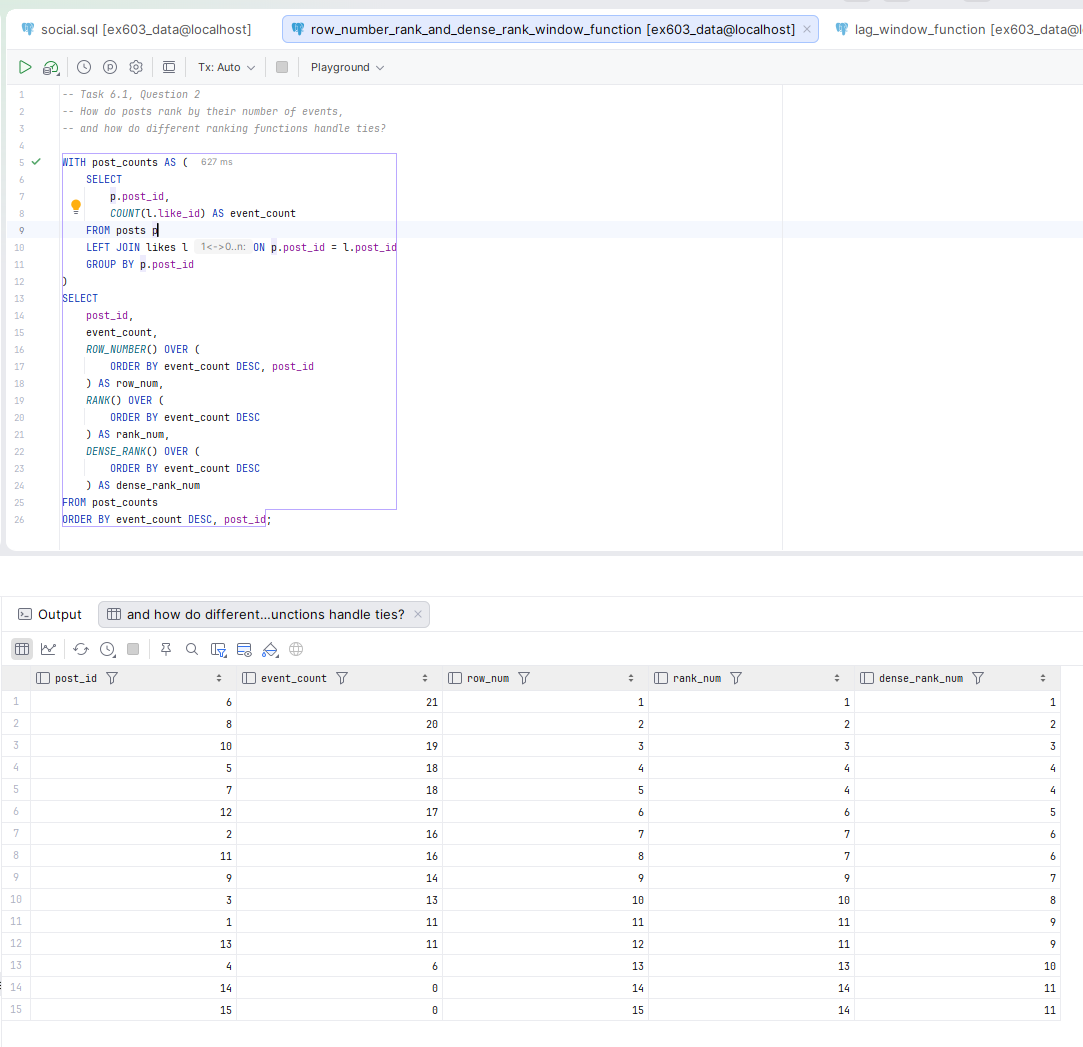 social.sql [ex603_data@localhost]
row_number_rank_and_dense_rank_window_function [ex603_data@localhost]
lag_window_function [ex603_data@l
Tx: Auto
Playground
1 -- Task 6.1, Question 2
2 -- How do posts rank by their number of events,
3 -- and how do different ranking functions handle ties?
4
5 WITH post_counts AS ( 627 ms
6 SELECT
7 p.post_id,
8 COUNT(l.like_id) AS event_count
9 FROM posts p
10 LEFT JOIN likes l 1<->0..n: ON p.post_id = l.post_id
11 GROUP BY p.post_id
12 )
13 SELECT
14 post_id,
15 event_count,
16 ROW_NUMBER() OVER (
17 ORDER BY event_count DESC, post_id
18 ) AS row_num,
19 RANK() OVER (
20 ORDER BY event_count DESC
21 ) AS rank_num,
22 DENSE_RANK() OVER (
23 ORDER BY event_count DESC
24 ) AS dense_rank_num
25 FROM post_counts
26 ORDER BY event_count DESC, post_id;
Output
and how do different...unctions handle ties?
post_id event_count row_num rank_num dense_rank_num
1 6 21 1 1 1
2 8 20 2 2 2
3 10 19 3 3 3
4 5 18 4 4 4
5 7 18 5 4 4
6 12 17 6 6 5
7 2 16 7 7 6
8 11 16 8 7 6
9 9 14 9 9 7
10 3 13 10 10 8
11 1 11 11 11 9
12 13 11 12 11 9
13 4 6 13 13 10
14 14 0 14 14 11
15 15 0 15 14 11